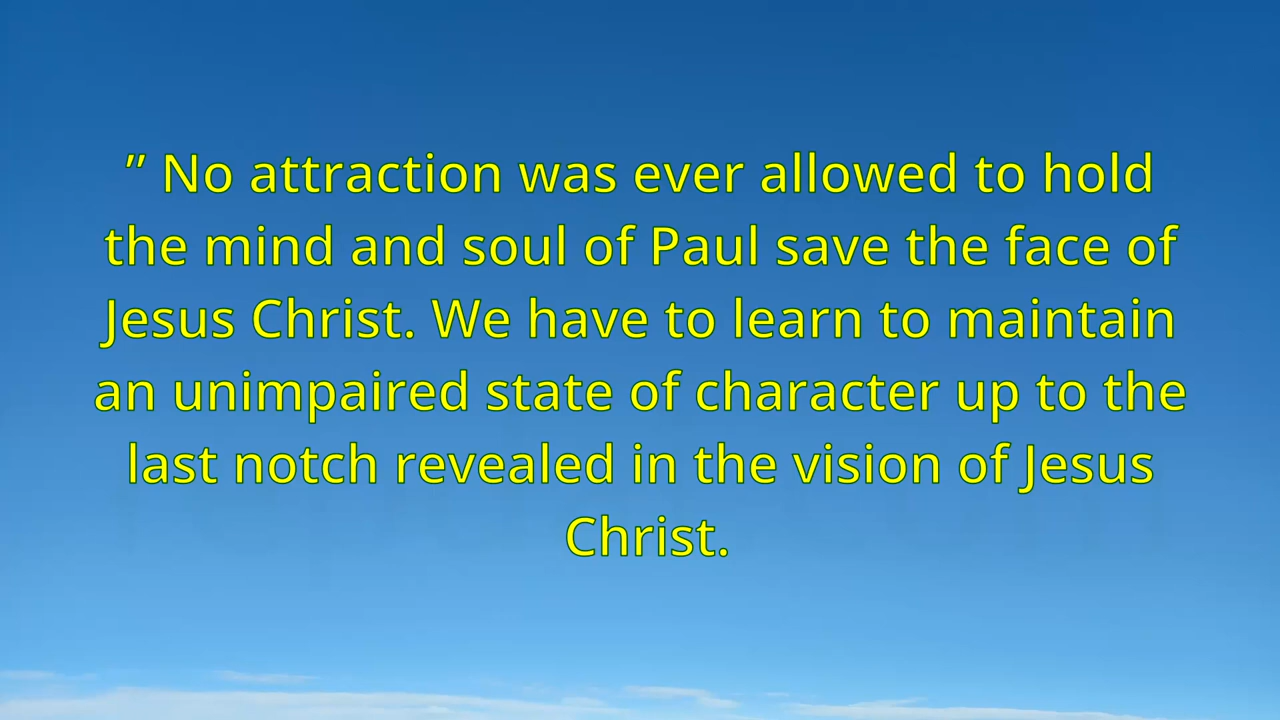 ” No attraction was ever allowed to hold
the mind and soul of Paul save the face of
Jesus Christ. We have to learn to maintain
an unimpaired state of character up to the
last notch revealed in the vision of Jesus
Christ.